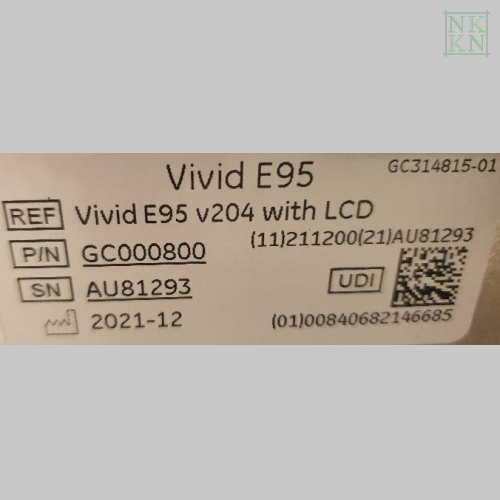 NK
KN
Vivid E95
GC314815-01
REF Vivid E95 v204 with LCD
P/N GC000800
(11)211200(21)AU81293
SN AU81293
UDI
2021-12
(01)00840682146685